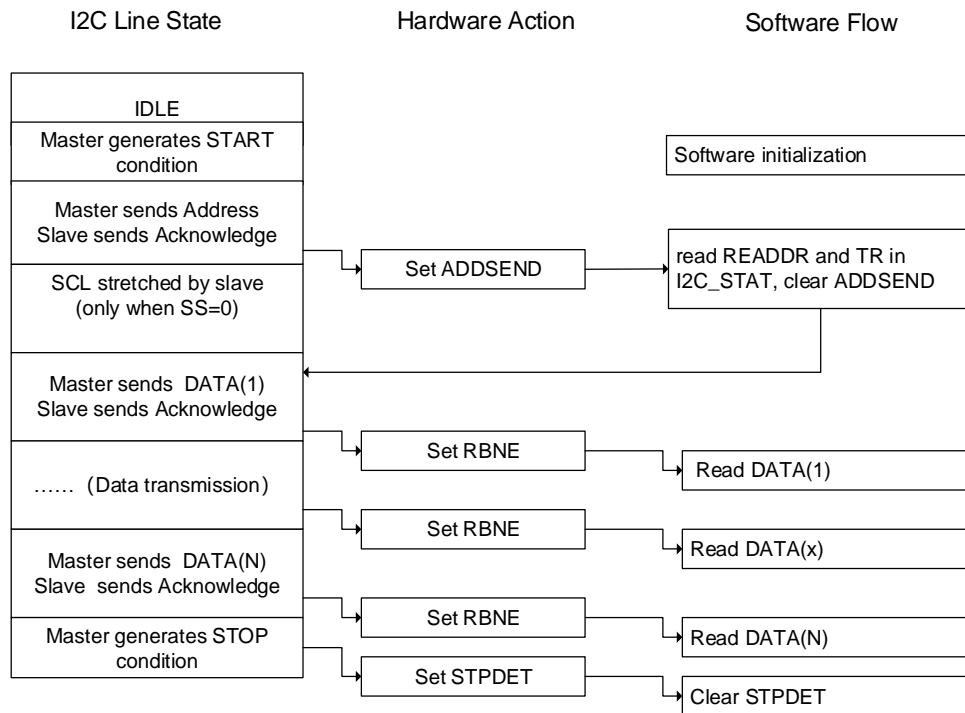 I2C Line State
Hardware Action
Software Flow
IDLE
Master generates START
condition
Software initialization
Master sends Address
Slave sends Acknowledge
Set ADDSEND
read READDR and TR in
I2C_STAT, clear ADDSEND
SCL stretched by slave
(only when SS=0)
Master sends DATA(1)
Slave sends Acknowledge
Set RBNE
Read DATA(1)
…… (Data transmission)
Set RBNE
Read DATA(x)
Master sends DATA(N)
Slave sends Acknowledge
Set RBNE
Read DATA(N)
Master generates STOP
condition
Set STPDET
Clear STPDET